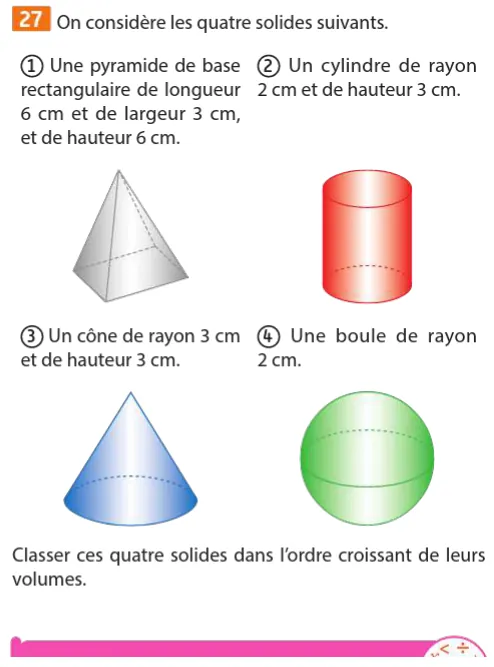 27 On considère les quatre solides suivants.
① Une pyramide de base
rectangulaire de longueur
6 cm et de largeur 3 cm,
et de hauteur 6 cm.
② Un cylindre de rayon
2 cm et de hauteur 3 cm.
③ Un cône de rayon 3 cm
et de hauteur 3 cm.
④ Une boule de rayon
2 cm.
Classer ces quatre solides dans l’ordre croissant de leurs
volumes.
< ÷